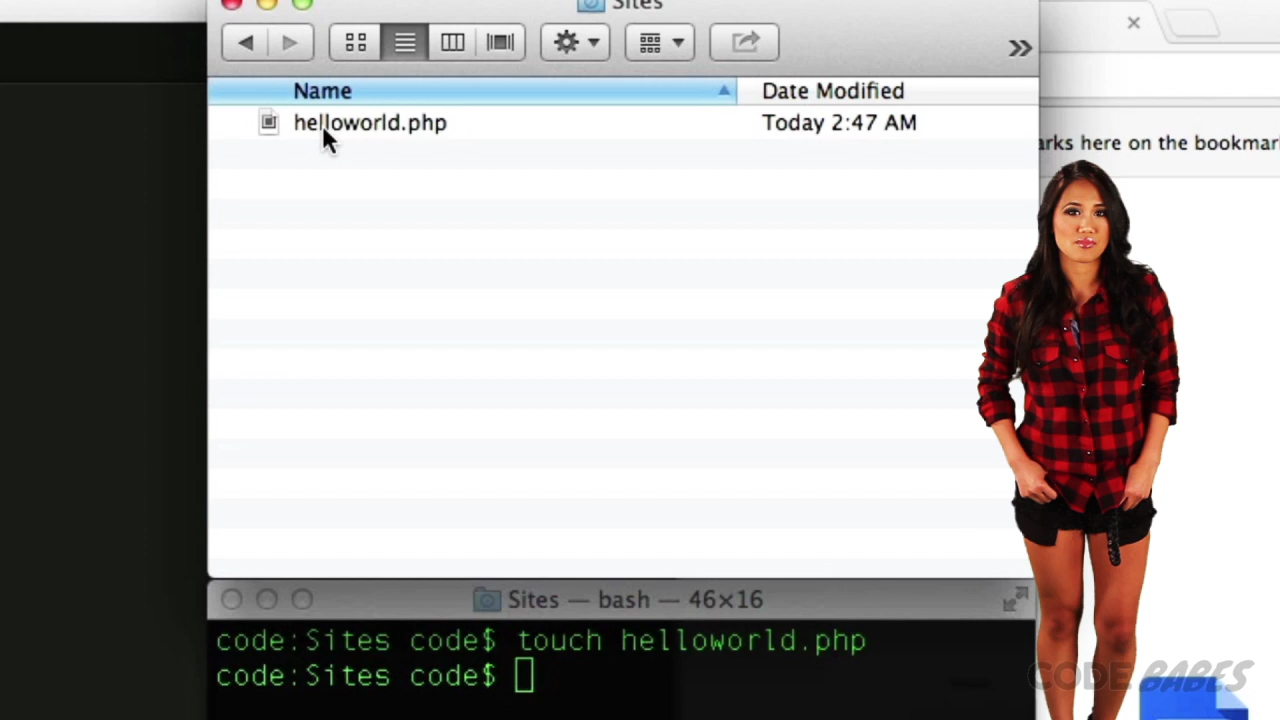 Sites
Name
Date Modified
helloworld.php
Today 2:47 AM
arks here on the bookmar
Sites — bash — 46×16
code:Sites code$ touch helloworld.php
code:Sites code$
CODE BABES